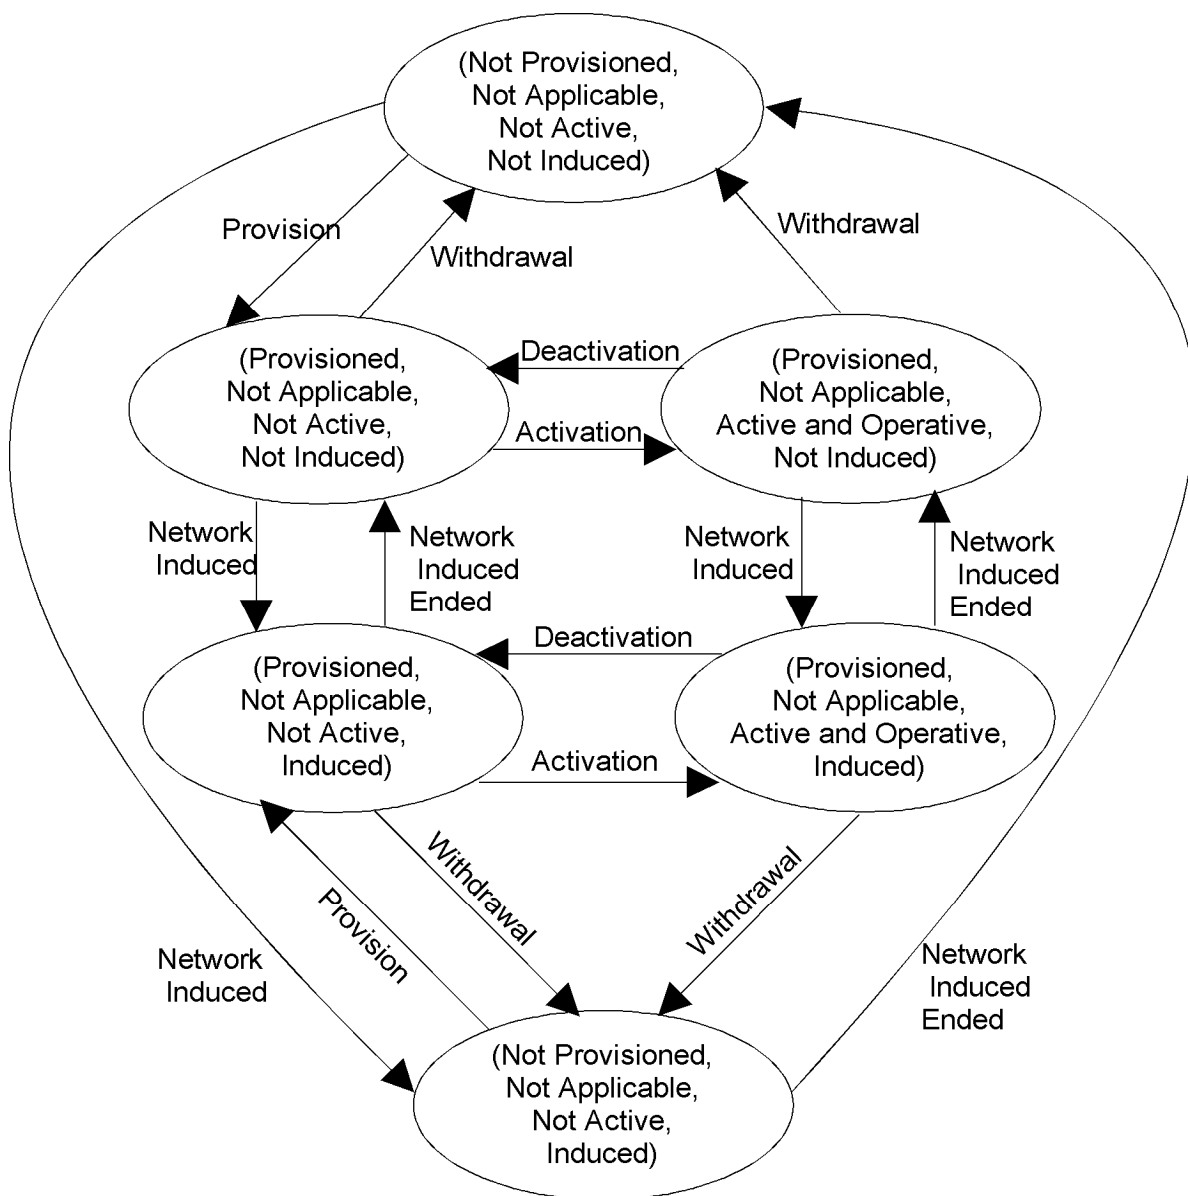 (Not Provisioned,
Not Applicable,
Not Active,
Not Induced)
Provision
Withdrawal
Withdrawal
(Provisioned,
Not Applicable,
Not Active,
Not Induced)
Deactivation
Activation
(Provisioned,
Not Applicable,
Active and Operative,
Not Induced)
Network
Induced
Network
Induced
Ended
Network
Induced
Network
Induced
Ended
(Provisioned,
Not Applicable,
Not Active,
Induced)
Deactivation
Activation
(Provisioned,
Not Applicable,
Active and Operative,
Induced)
Withdrawal
Provision
Withdrawal
Network
Induced
Network
Induced
Ended
(Not Provisioned,
Not Applicable,
Not Active,
Induced)